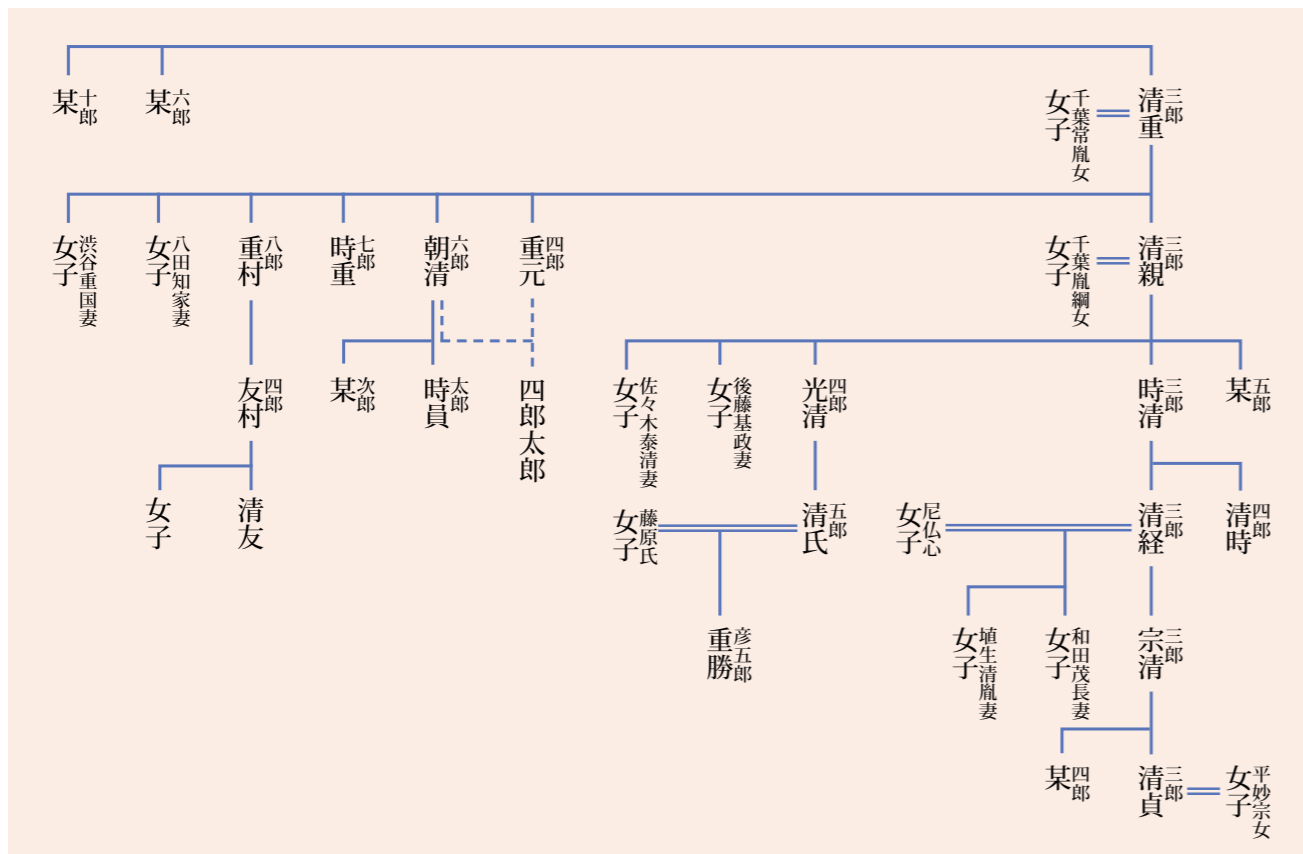 三郎
清重
千葉常胤女
女子
六郎
某
十郎
某
三郎
清親
千葉胤綱女
女子
四郎
重元
六郎
朝清
七郎
時重
八郎
重村
八田知家妻
女子
渋谷重国妻
女子
五郎
某
三郎
時清
四郎
光清
後藤基政妻
女子
佐々木泰清妻
女子
四郎太郎
太郎
時員
次郎
某
四郎
友村
四郎
清時
三郎
清経
尼仏心
女子
五郎
清氏
藤原氏
女子
清友
女子
三郎
宗清
和田茂長妻
女子
埴生清胤妻
女子
彦五郎
重勝
平妙宗女
女子
三郎
清貞
四郎
某